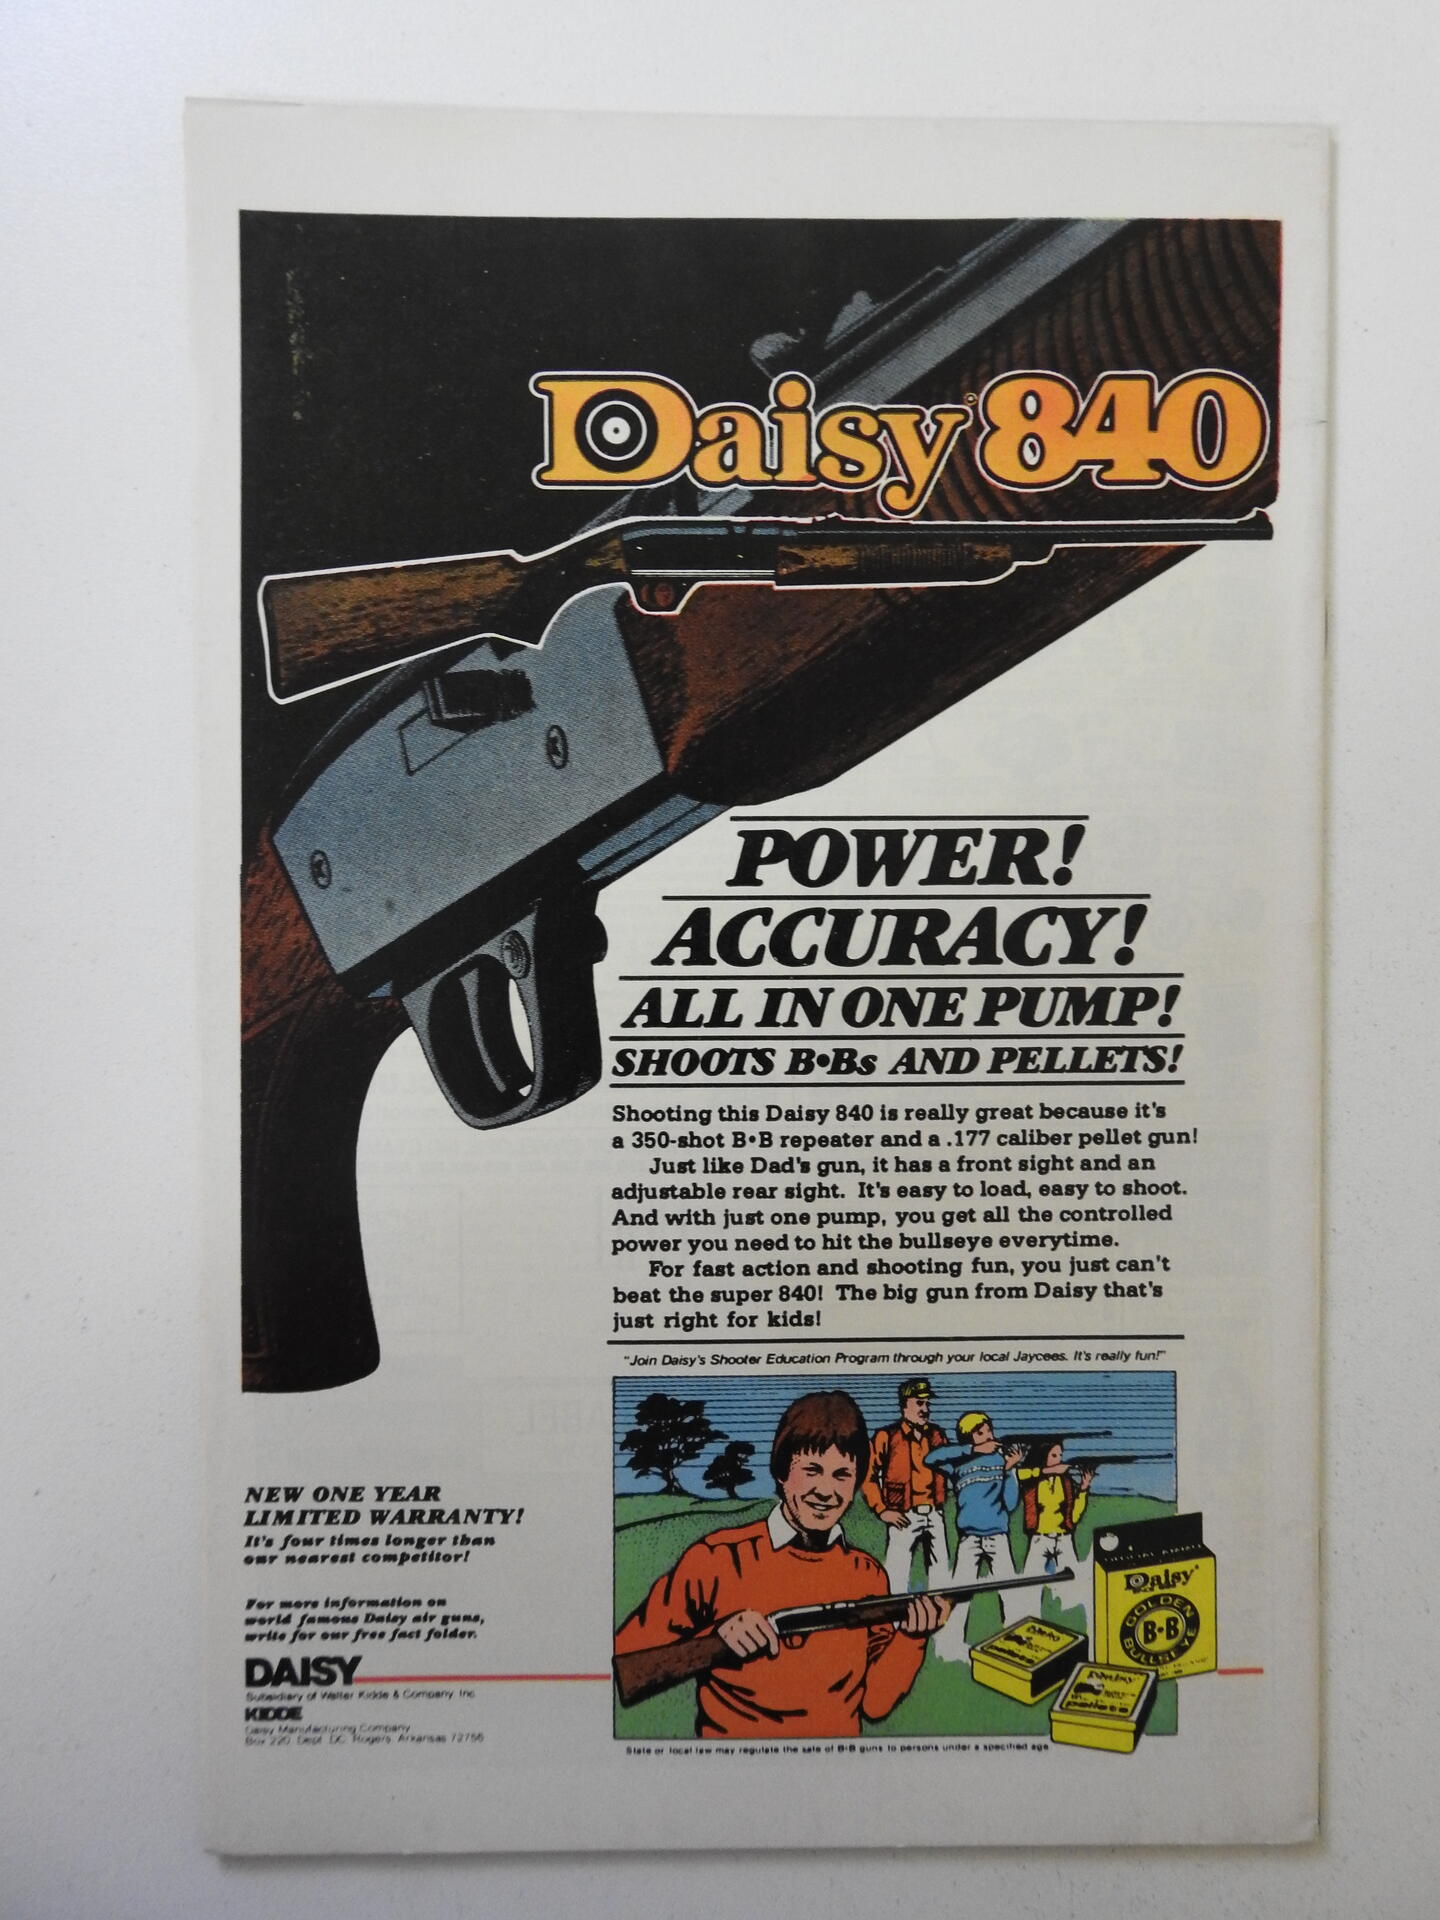 Daisy® 840
POWER!
ACCURACY!
ALL IN ONE PUMP!
SHOOTS B•Bs AND PELLETS!
Shooting this Daisy 840 is really great because it's
a 350-shot B•B repeater and a .177 caliber pellet gun!
Just like Dad's gun, it has a front sight and an
adjustable rear sight. It's easy to load, easy to shoot.
And with just one pump, you get all the controlled
power you need to hit the bullseye everytime.
For fast action and shooting fun, you just can't
beat the super 840! The big gun from Daisy that's
just right for kids!
"Join Daisy's Shooter Education Program through your local Jaycees. It's really fun!"
NEW ONE YEAR
LIMITED WARRANTY!
It's four times longer than
our nearest competitor!
For more information on
world famous Daisy air guns,
write for our free fact folder.
DAISY
Subsidiary of Walter Kidde & Company, Inc.
KIDDE
Daisy Manufacturing Company
Box 220, Dept. DC, Rogers, Arkansas 72756
Daisy
GOLDEN
B•B
BULLSEYE
pellets
Daisy
pellets
State or local law may regulate the sale of B•B guns to persons under a specified age